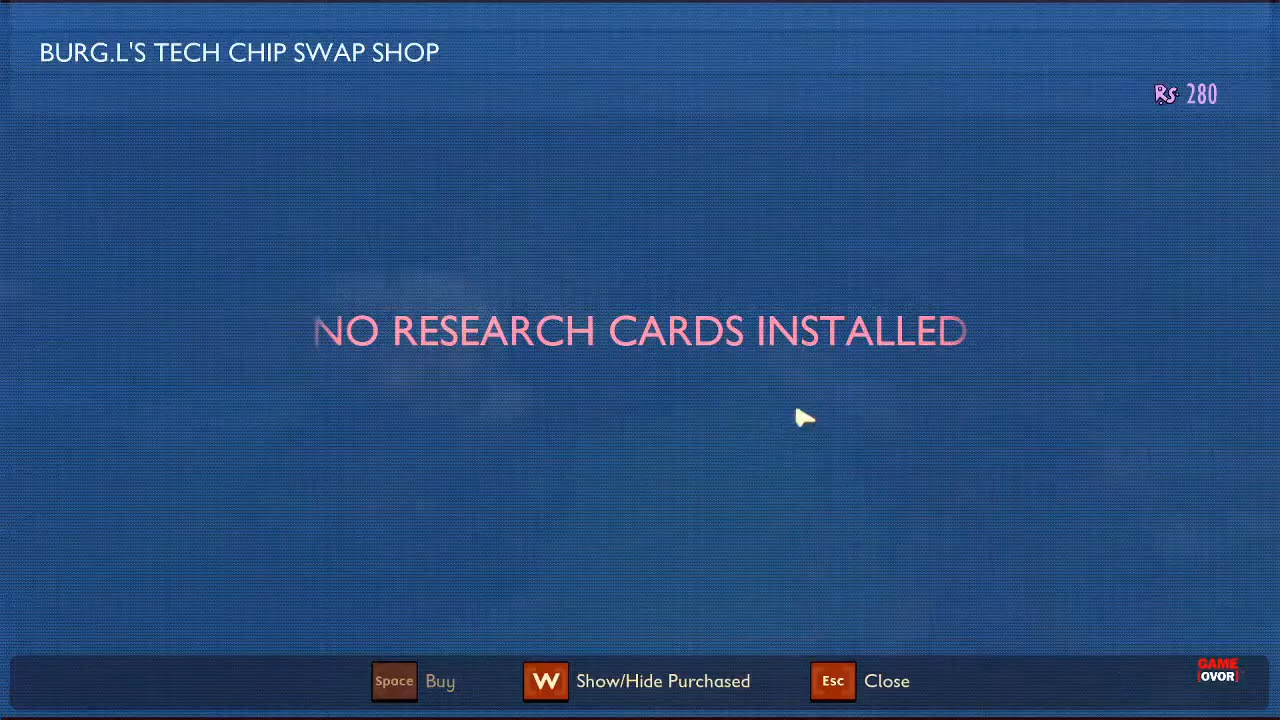 BURG.L'S TECH CHIP SWAP SHOP
Rs 280
NO RESEARCH CARDS INSTALLED
Space Buy
W Show/Hide Purchased
Esc Close
GAME
OVOR